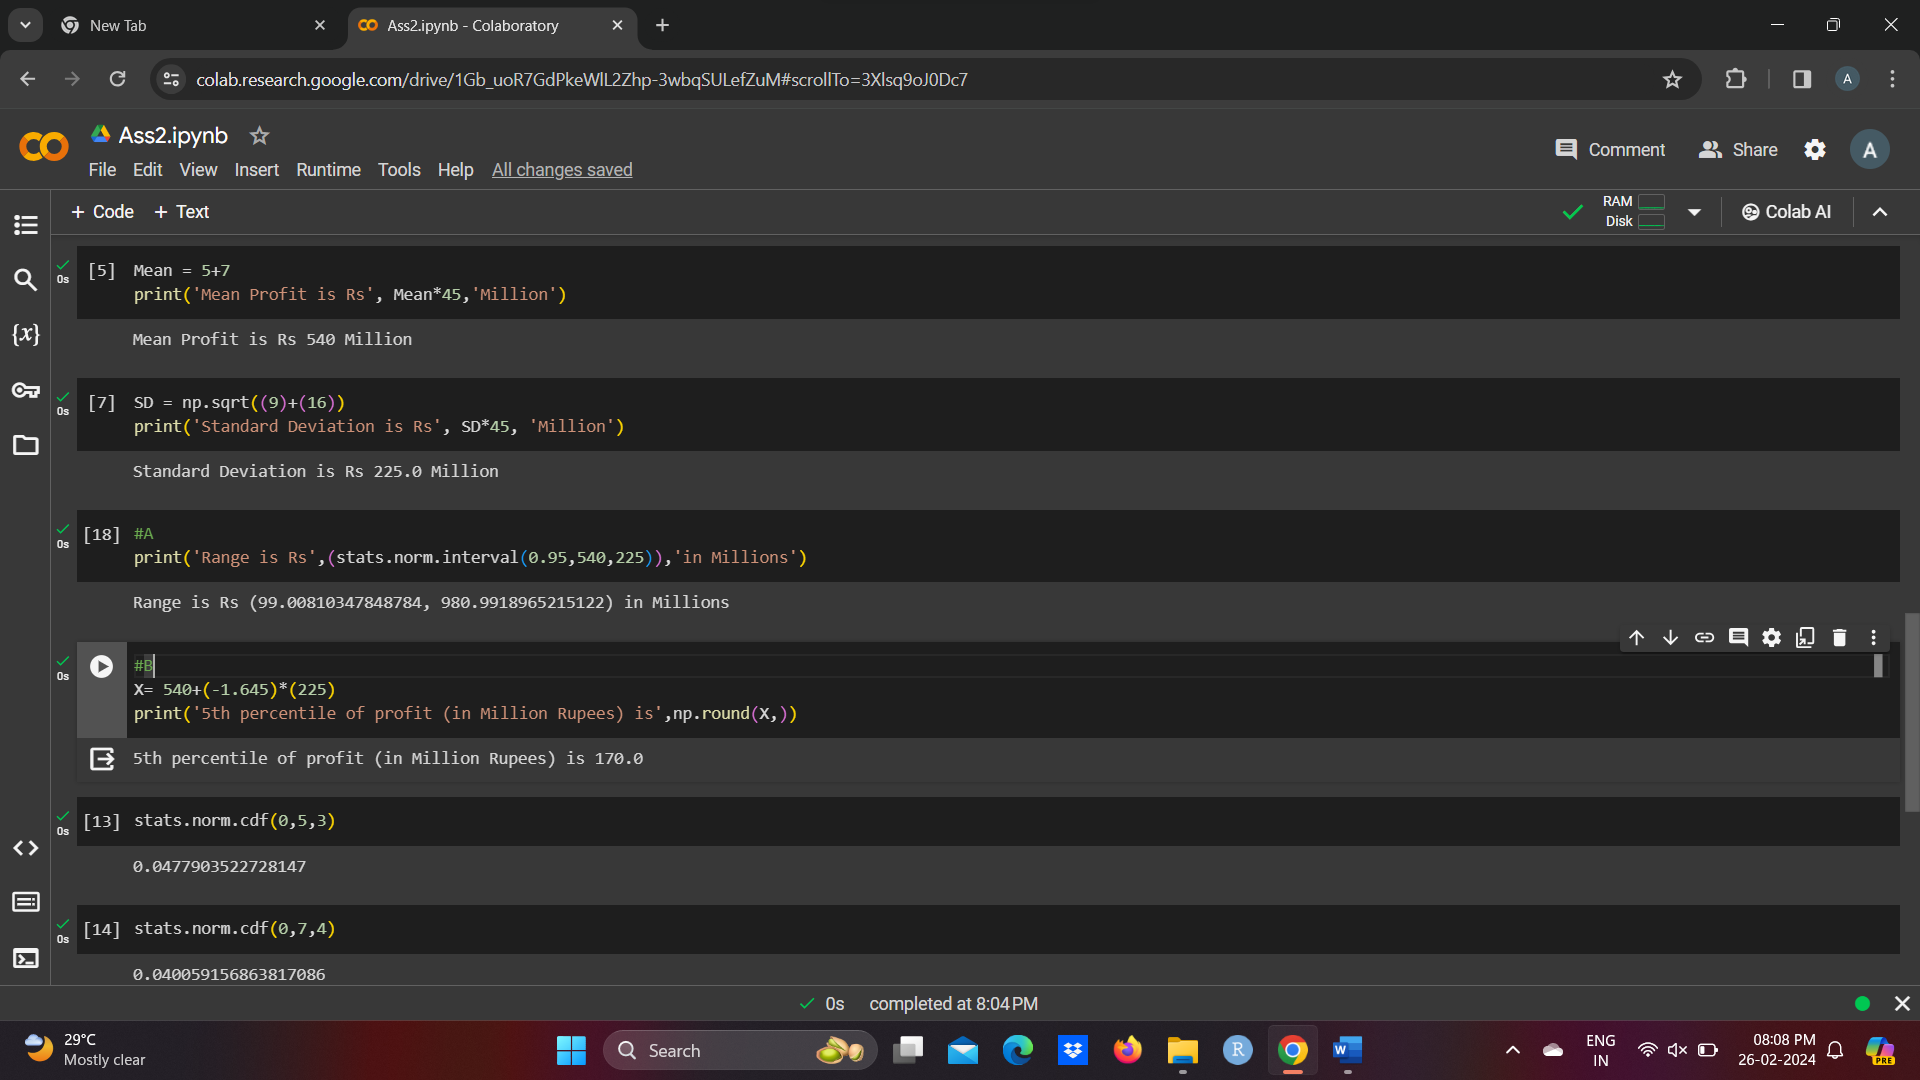 New Tab
Ass2.ipynb - Colaboratory
colab.research.google.com/drive/1Gb_uoR7GdPkeWlL2Zhp-3wbqSULefZuM#scrollTo=3Xlsq9oJ0Dc7
A
Ass2.ipynb
Comment
Share
A
File Edit View Insert Runtime Tools Help All changes saved
+ Code + Text
RAM
Disk
Colab AI
[5] Mean = 5+7
0s
print('Mean Profit is Rs', Mean*45,'Million')
Mean Profit is Rs 540 Million
{x}
[7] SD = np.sqrt((9)+(16))
0s
print('Standard Deviation is Rs', SD*45, 'Million')
Standard Deviation is Rs 225.0 Million
[18] #A
0s
print('Range is Rs',(stats.norm.interval(0.95,540,225)),'in Millions')
Range is Rs (99.00810347848784, 980.9918965215122) in Millions
#B
0s
X= 540+(-1.645)*(225)
print('5th percentile of profit (in Million Rupees) is',np.round(X,))
5th percentile of profit (in Million Rupees) is 170.0
[13] stats.norm.cdf(0,5,3)
0s
0.0477903522728147
[14] stats.norm.cdf(0,7,4)
0s
0.040059156863817086
0s completed at 8:04 PM
29°C
Mostly clear
Search
R
W
ENG
IN
08:08 PM
26-02-2024
PRE